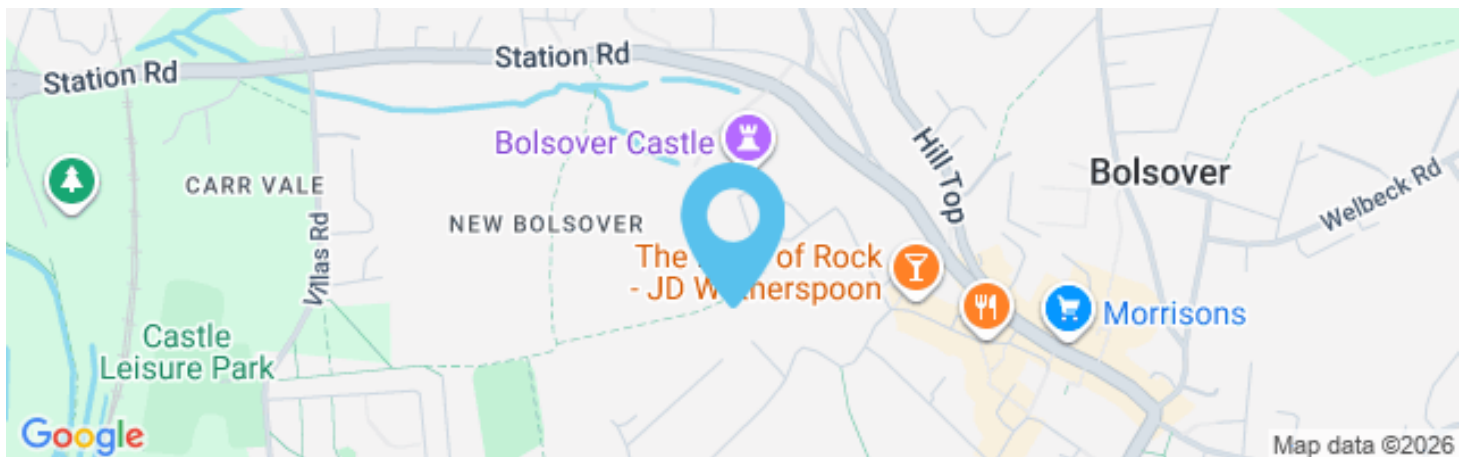 Station Rd
Station Rd
Bolsover Castle
Hill Top
Bolsover
CARR VALE
Welbeck Rd
NEW BOLSOVER
Villas Rd
The of Rock
- JD W therspoon
Morrisons
Castle
Leisure Park
Google
Map data ©2026